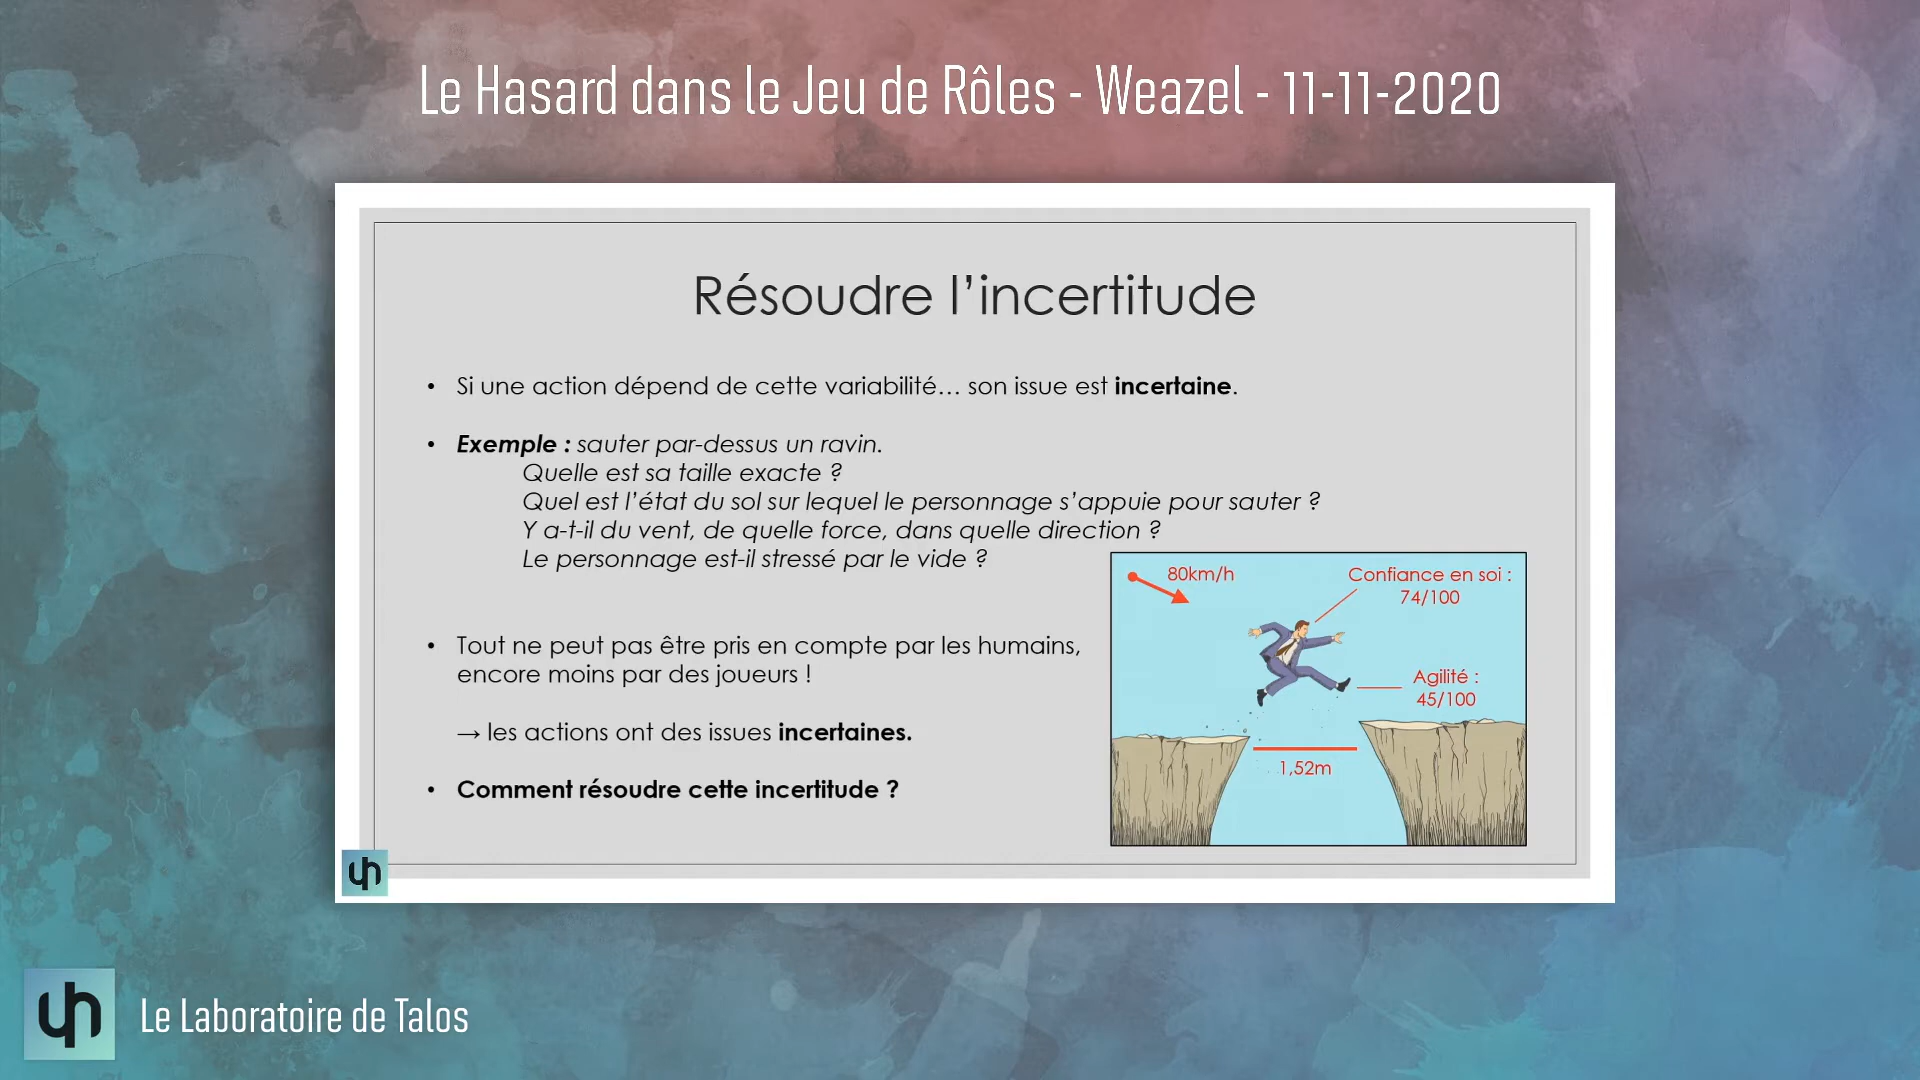 Le Hasard dans le Jeu de Rôles - Weazel - 11-11-2020
Résoudre l’incertitude
• Si une action dépend de cette variabilité… son issue est incertaine.
• Exemple : sauter par-dessus un ravin.
Quelle est sa taille exacte ?
Quel est l’état du sol sur lequel le personnage s’appuie pour sauter ?
Y a-t-il du vent, de quelle force, dans quelle direction ?
Le personnage est-il stressé par le vide ?
• Tout ne peut pas être pris en compte par les humains,
encore moins par des joueurs !
→ les actions ont des issues incertaines.
• Comment résoudre cette incertitude ?
80km/h
Confiance en soi :
74/100
Agilité :
45/100
1,52m
Le Laboratoire de Talos